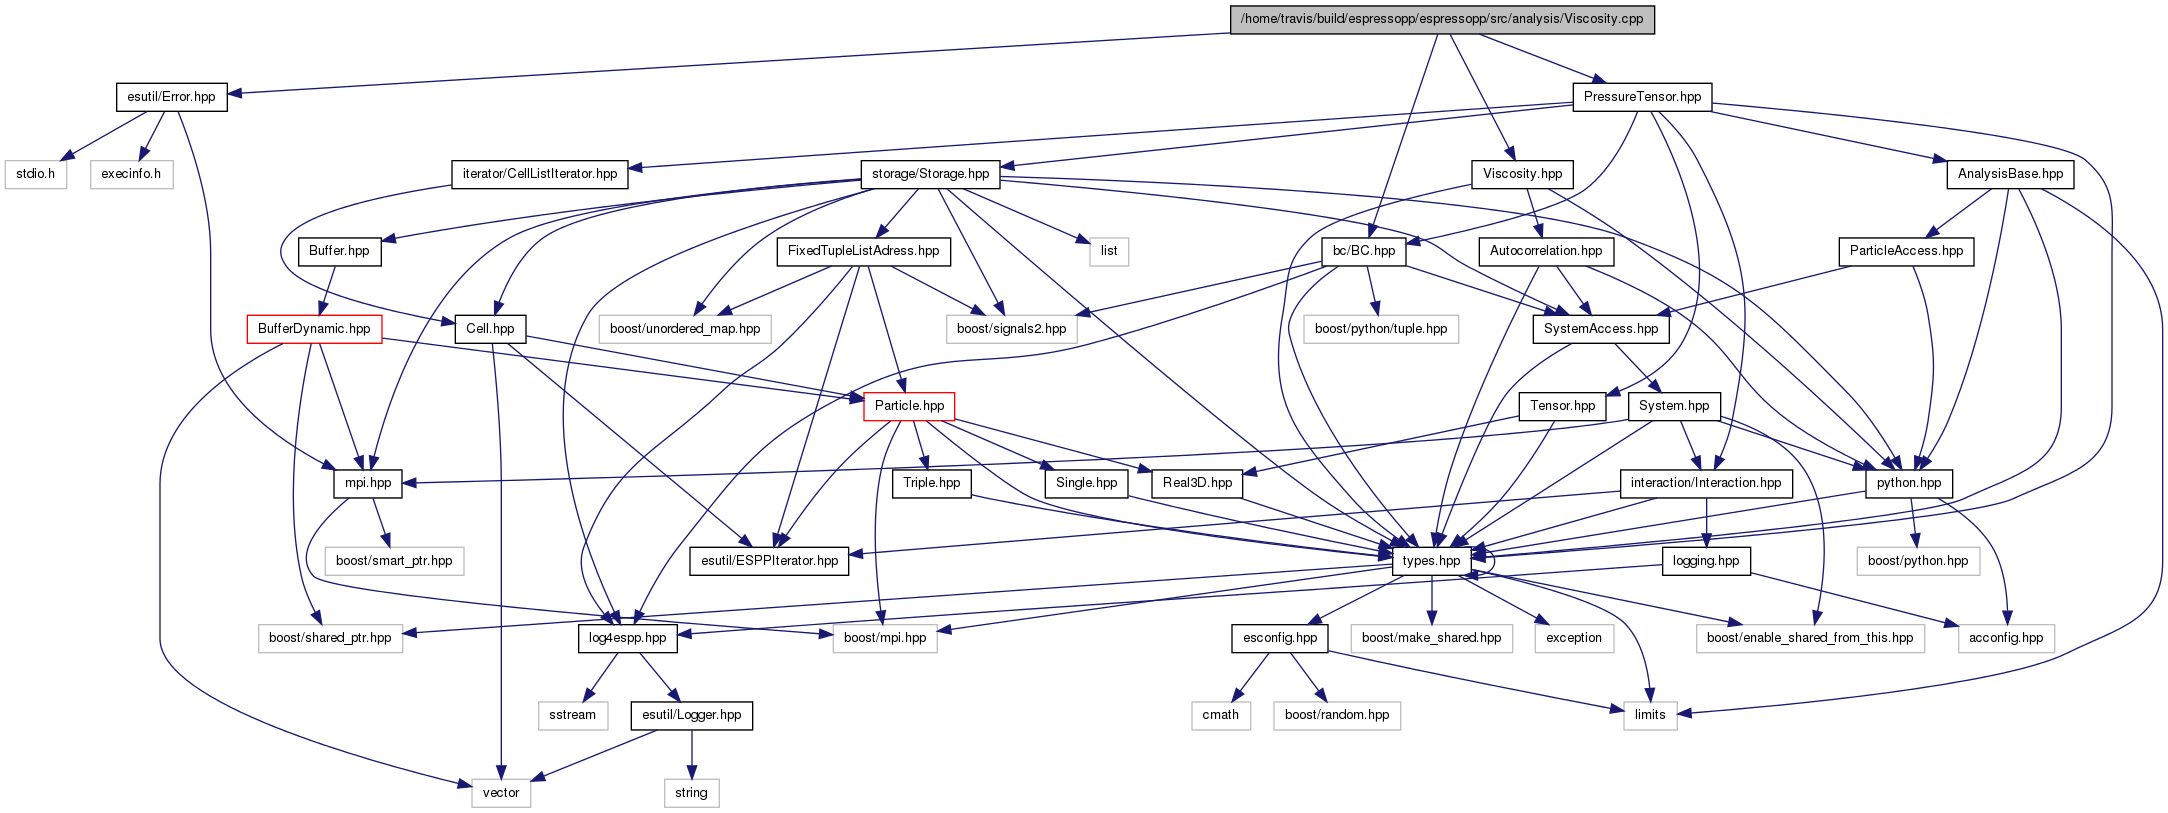 /home/travis/build/espressopp/espressopp/src/analysis/Viscosity.cpp
esutil/Error.hpp
PressureTensor.hpp
stdio.h
execinfo.h
iterator/CellListIterator.hpp
storage/Storage.hpp
Viscosity.hpp
AnalysisBase.hpp
Buffer.hpp
FixedTupleListAdress.hpp
list
bc/BC.hpp
Autocorrelation.hpp
ParticleAccess.hpp
BufferDynamic.hpp
Cell.hpp
boost/unordered_map.hpp
boost/signals2.hpp
boost/python/tuple.hpp
SystemAccess.hpp
Particle.hpp
Tensor.hpp
System.hpp
mpi.hpp
Triple.hpp
Single.hpp
Real3D.hpp
interaction/Interaction.hpp
python.hpp
boost/smart_ptr.hpp
esutil/ESPPIterator.hpp
types.hpp
logging.hpp
boost/python.hpp
boost/shared_ptr.hpp
log4espp.hpp
boost/mpi.hpp
esconfig.hpp
boost/make_shared.hpp
exception
boost/enable_shared_from_this.hpp
acconfig.hpp
sstream
esutil/Logger.hpp
cmath
boost/random.hpp
limits
vector
string